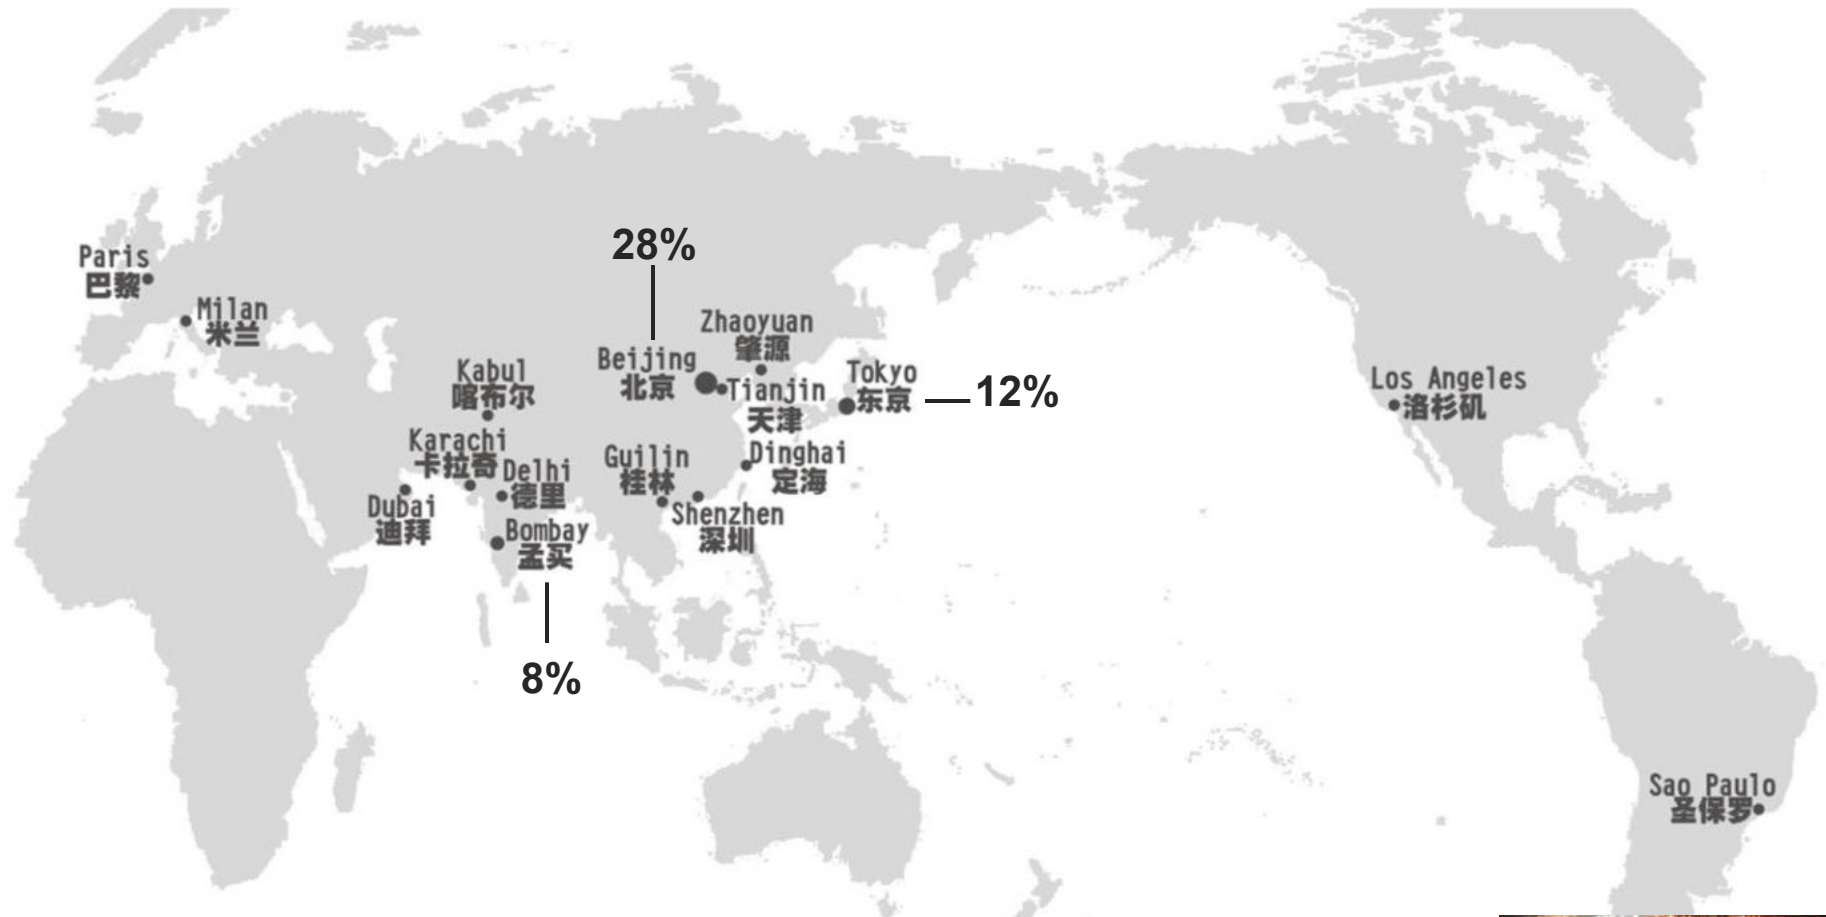 Paris
巴黎
Milan
米兰
28%
Zhaoyuan
肇源
Beijing
北京
Tianjin
天津
Tokyo
东京
12%
Kabul
喀布尔
Karachi
卡拉奇
Delhi
德里
Dubai
迪拜
Bombay
孟买
8%
Guilin
桂林
Dinghai
定海
Shenzhen
深圳
Los Angeles
洛杉矶
Sao Paulo
圣保罗